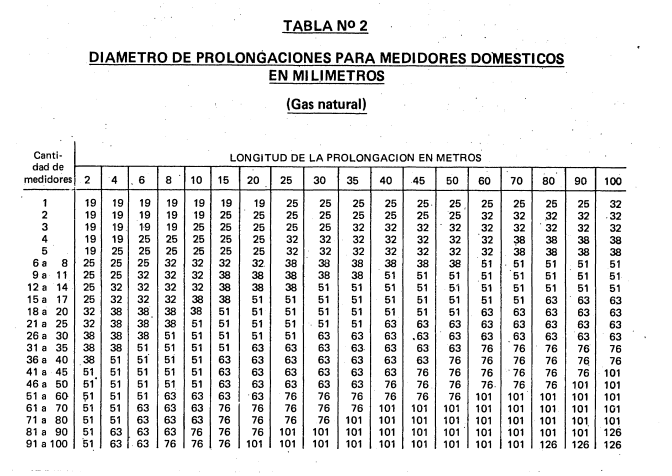 TABLA Nº 2
DIAMETRO DE PROLONGACIONES PARA MEDIDORES DOMESTICOS
EN MILIMETROS
(Gas natural)
Canti-
dad de
medidores
LONGITUD DE LA PROLONGACION EN METROS
2 4 6 8 10 15 20 25 30 35 40 45 50 60 70 80 90 100
1 19 19 19 19 19 19 19 25 25 25 25 25 25 25 25 25 25 32
2 19 19 19 19 19 25 25 25 25 25 25 25 25 32 32 32 32 32
3 19 19 19 19 25 25 25 25 25 32 32 32 32 32 32 32 32 32
4 19 19 25 25 25 25 25 32 32 32 32 32 32 32 38 38 38 38
5 19 25 25 25 25 25 32 32 32 32 32 32 32 38 38 38 38 38
6 a 8 25 25 25 32 32 32 32 38 38 38 38 38 38 51 51 51 51 51
9 a 11 25 25 32 32 32 38 38 38 38 38 51 51 51 51 51 51 51 51
12 a 14 25 25 32 32 32 38 38 38 51 51 51 51 51 51 51 51 51 51
15 a 17 25 32 32 32 38 38 51 51 51 51 51 51 51 51 51 63 63 63
18 a 20 32 38 38 38 38 51 51 51 51 51 51 51 51 51 63 63 63 63
21 a 25 32 38 38 38 51 51 51 51 51 51 63 63 63 63 63 63 63 63
26 a 30 38 38 38 51 51 51 51 51 63 63 63 63 63 63 63 63 63 63
31 a 35 38 38 51 51 51 51 63 63 63 63 63 63 63 76 76 76 76 76
36 a 40 38 51 51 51 51 63 63 63 63 63 63 63 76 76 76 76 76 76
41 a 45 51 51 51 51 51 63 63 63 63 63 63 76 76 76 76 76 76 101
46 a 50 51 51 51 51 51 63 63 63 63 63 76 76 76 76 76 76 101 101
51 a 60 51 51 51 63 63 63 63 76 76 76 76 76 76 101 101 101 101 101
61 a 70 51 51 63 63 63 76 76 76 76 76 101 101 101 101 101 101 101 101
71 a 80 51 51 63 63 63 76 76 76 76 101 101 101 101 101 101 101 101 101
81 a 90 51 63 63 63 76 76 76 101 101 101 101 101 101 101 101 101 101 126
91 a 100 51 63 63 76 76 76 101 101 101 101 101 101 101 101 101 126 126 126